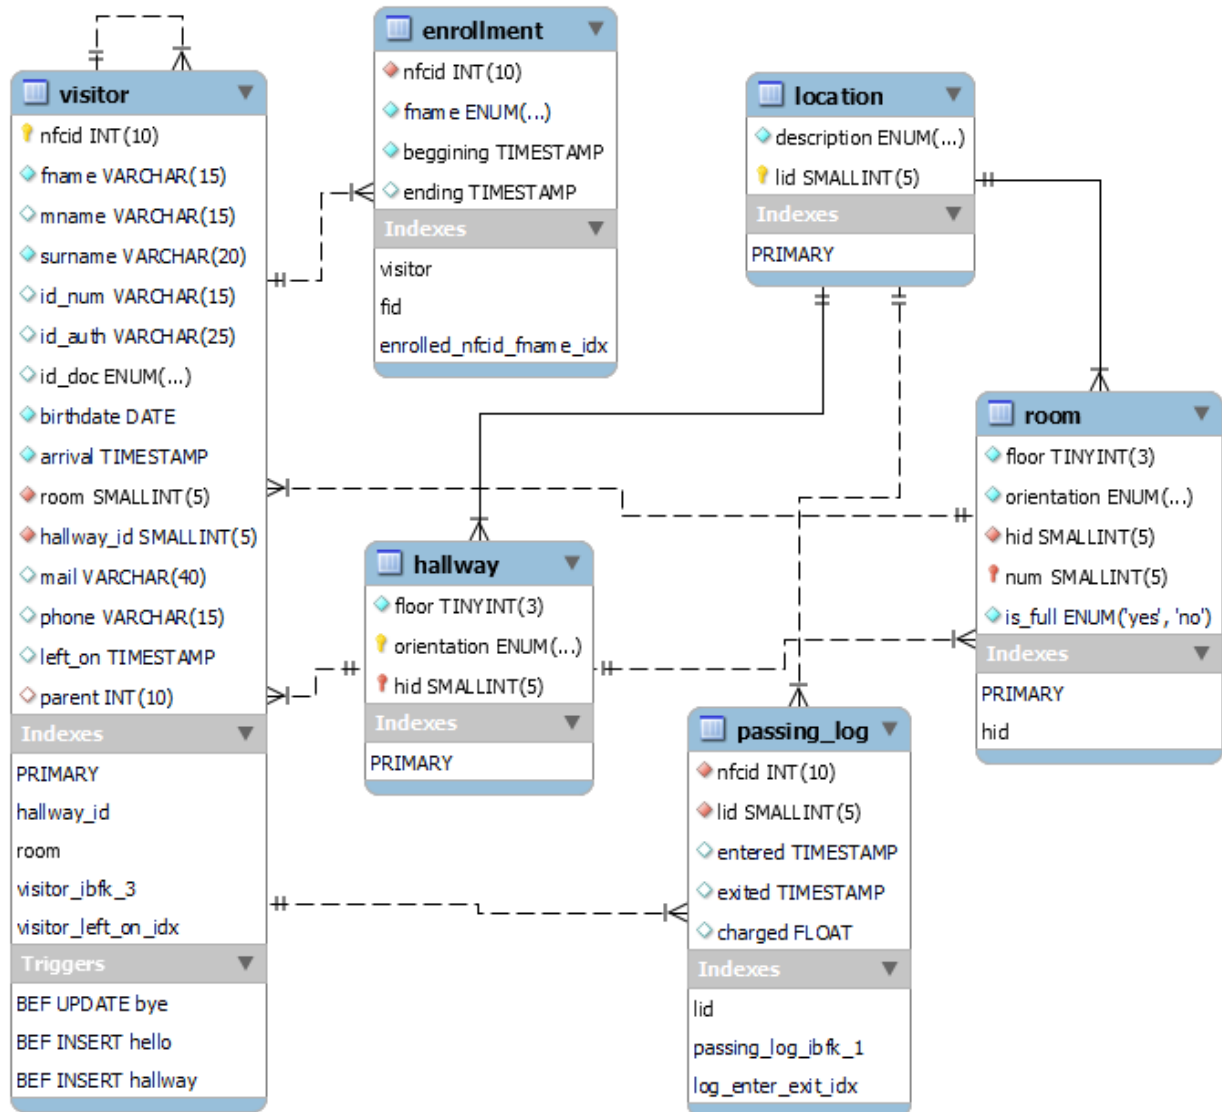 visitor
nfcid INT(10)
fname VARCHAR(15)
mname VARCHAR(15)
surname VARCHAR(20)
id_num VARCHAR(15)
id_auth VARCHAR(25)
id_doc ENUM(...)
birthdate DATE
arrival TIMESTAMP
room SMALLINT(5)
hallway_id SMALLINT(5)
mail VARCHAR(40)
phone VARCHAR(15)
left_on TIMESTAMP
parent INT(10)
Indexes
PRIMARY
hallway_id
room
visitor_ibfk_3
visitor_left_on_idx
Triggers
BEF UPDATE bye
BEF INSERT hello
BEF INSERT hallway
enrollment
nfcid INT(10)
fname ENUM(...)
beggining TIMESTAMP
ending TIMESTAMP
Indexes
visitor
fid
enrolled_nfcid_fname_idx
location
description ENUM(...)
lid SMALLINT(5)
Indexes
PRIMARY
hallway
floor TINYINT(3)
orientation ENUM(...)
hid SMALLINT(5)
Indexes
PRIMARY
room
floor TINYINT(3)
orientation ENUM(...)
hid SMALLINT(5)
num SMALLINT(5)
is_full ENUM('yes', 'no')
Indexes
PRIMARY
hid
passing_log
nfcid INT(10)
lid SMALLINT(5)
entered TIMESTAMP
exited TIMESTAMP
charged FLOAT
Indexes
lid
passing_log_ibfk_1
log_enter_exit_idx